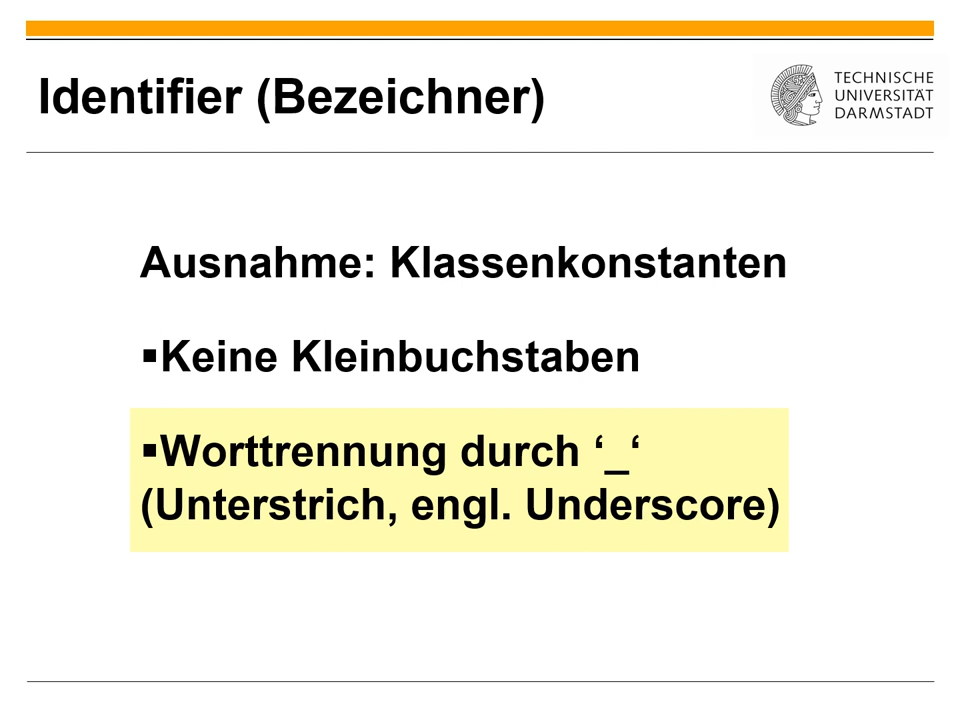 Identifier (Bezeichner)
TECHNISCHE
UNIVERSITÄT
DARMSTADT
Ausnahme: Klassenkonstanten
▪Keine Kleinbuchstaben
▪Worttrennung durch ‘_‘
(Unterstrich, engl. Underscore)